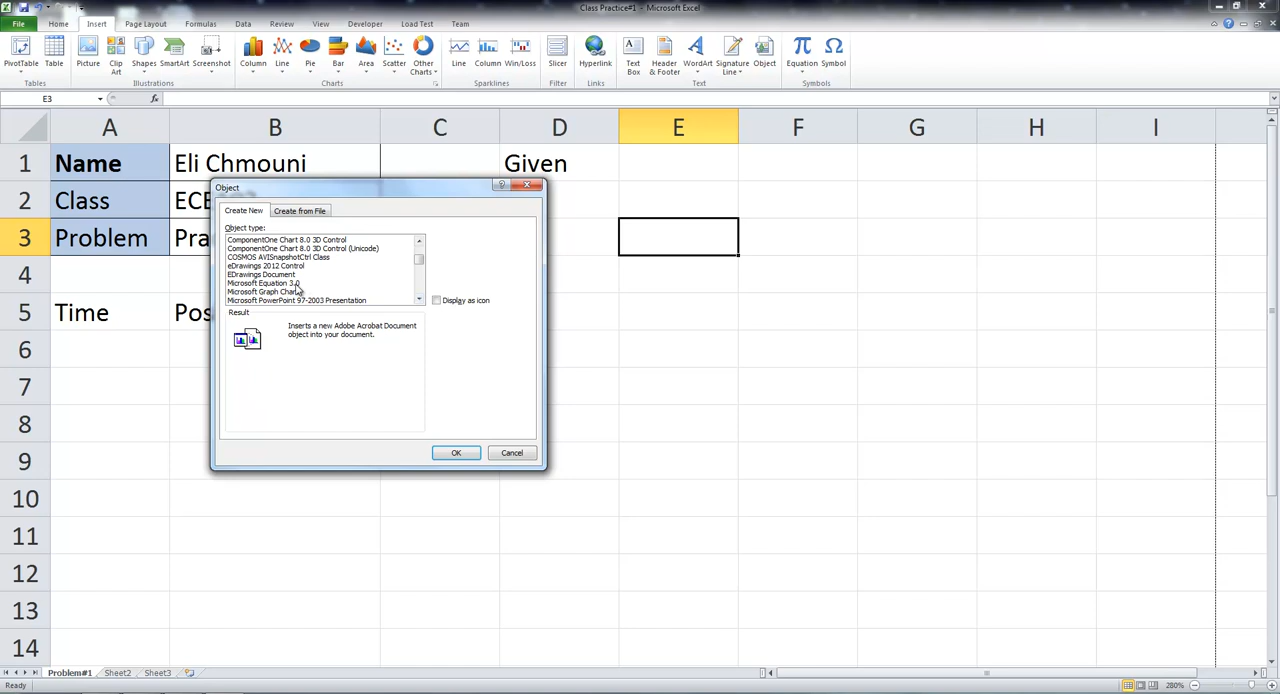 Class Practice#1 - Microsoft Excel
File Home Insert Page Layout Formulas Data Review View Developer Load Test Team
PivotTable Table Picture Clip Art Shapes SmartArt Screenshot Column Line Pie Bar Area Scatter Other Charts Line Column Win/Loss Slicer Hyperlink Text Box Header & Footer WordArt Signature Line Object Equation Symbol
Tables Illustrations Charts Sparklines Filter Links Text Symbols
E3 fx
A B C D E F G H I
1 Name Eli Chmouni Given
2 Class
3 Problem
4
5 Time
6
7
8
9
10
11
12
13
14
Object
Create New Create from File
Object type:
ComponentOne Chart 8.0 3D Control
ComponentOne Chart 8.0 3D Control (Unicode)
COSMOS AVISnapshotCtrl Class
eDrawings 2012 Control
EDrawings Document
Microsoft Equation 3.0
Microsoft Graph Chart
Microsoft PowerPoint 97-2003 Presentation
Display as icon
Result
Inserts a new Adobe Acrobat Document
object into your document.
OK Cancel
Problem#1 Sheet2 Sheet3
Ready 280%